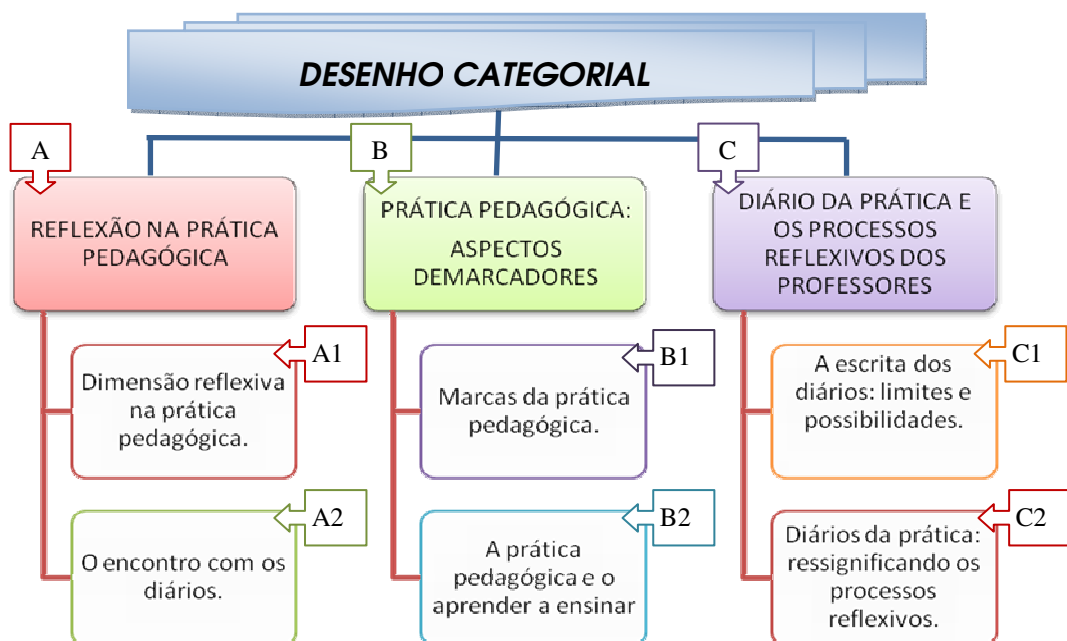 DESENHO CATEGORIAL
A
REFLEXÃO NA PRÁTICA
PEDAGÓGICA
A1
Dimensão reflexiva
na prática
pedagógica.
A2
O encontro com os
diários.
B
PRÁTICA PEDAGÓGICA:
ASPECTOS
DEMARCADORES
B1
Marcas da prática
pedagógica.
B2
A prática
pedagógica e o
aprender a ensinar
C
DIÁRIO DA PRÁTICA E
OS PROCESSOS
REFLEXIVOS DOS
PROFESSORES
C1
A escrita dos
diários: limites e
possibilidades.
C2
Diários da prática:
ressignificando os
processos
reflexivos.